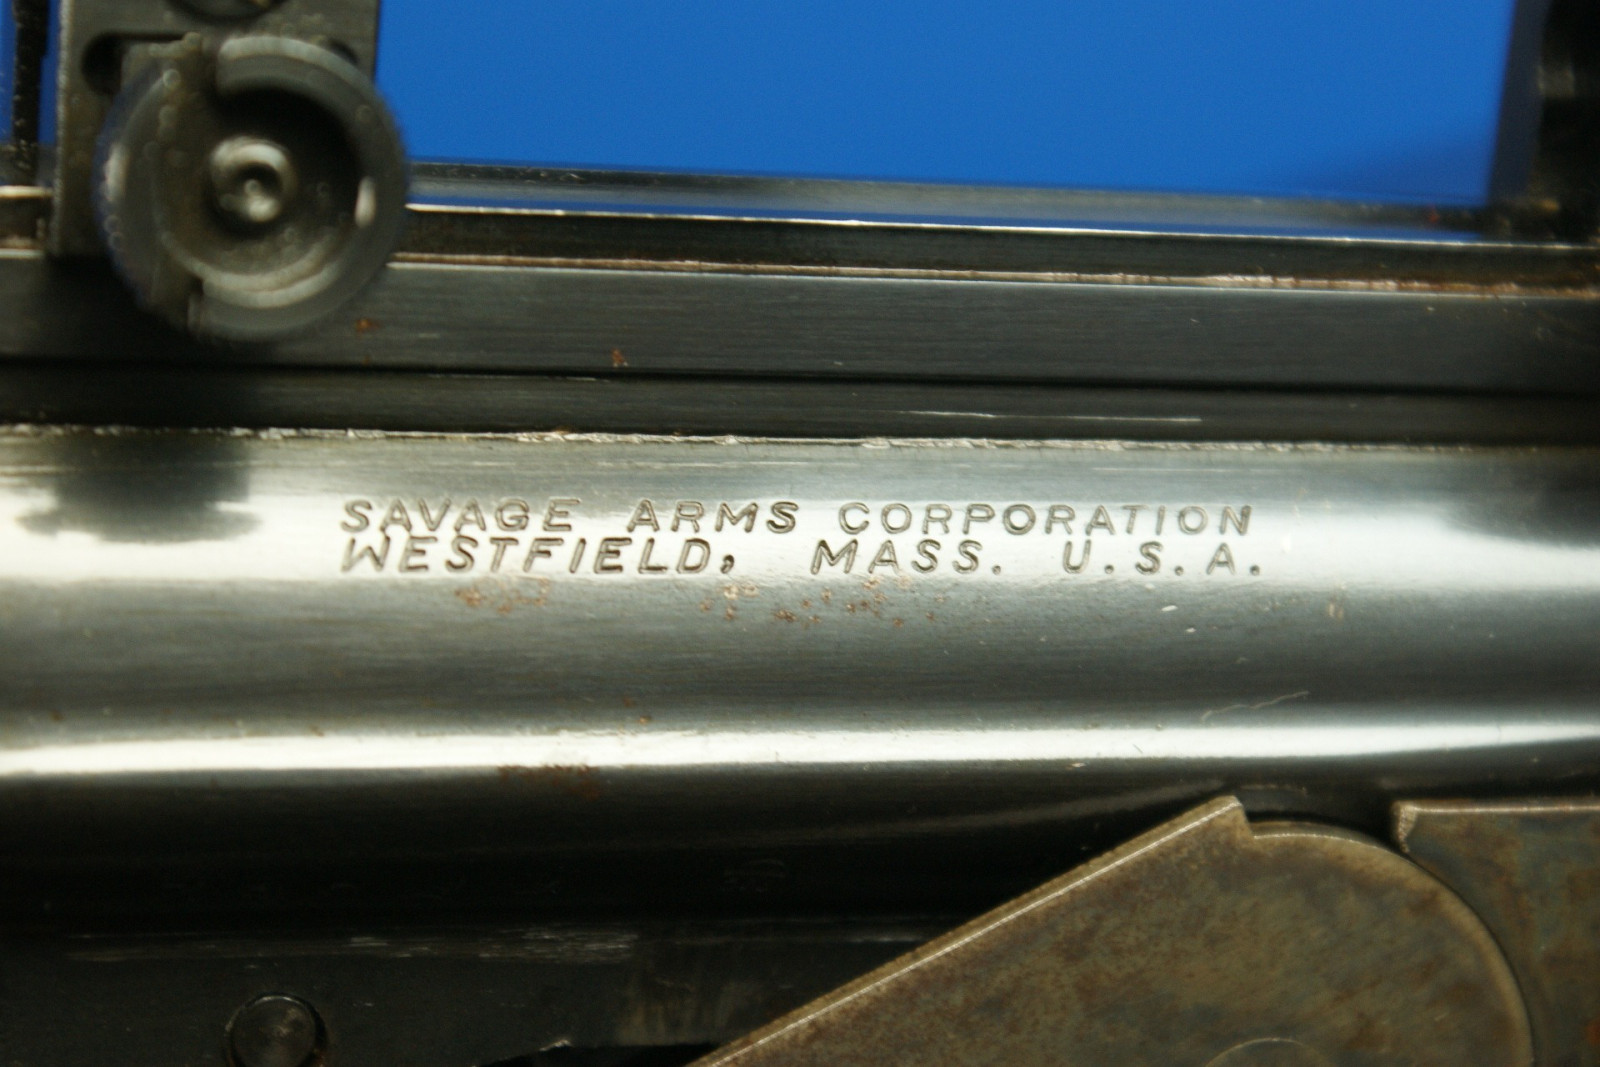 SAVAGE ARMS CORPORATION
WESTFIELD, MASS. U.S.A.